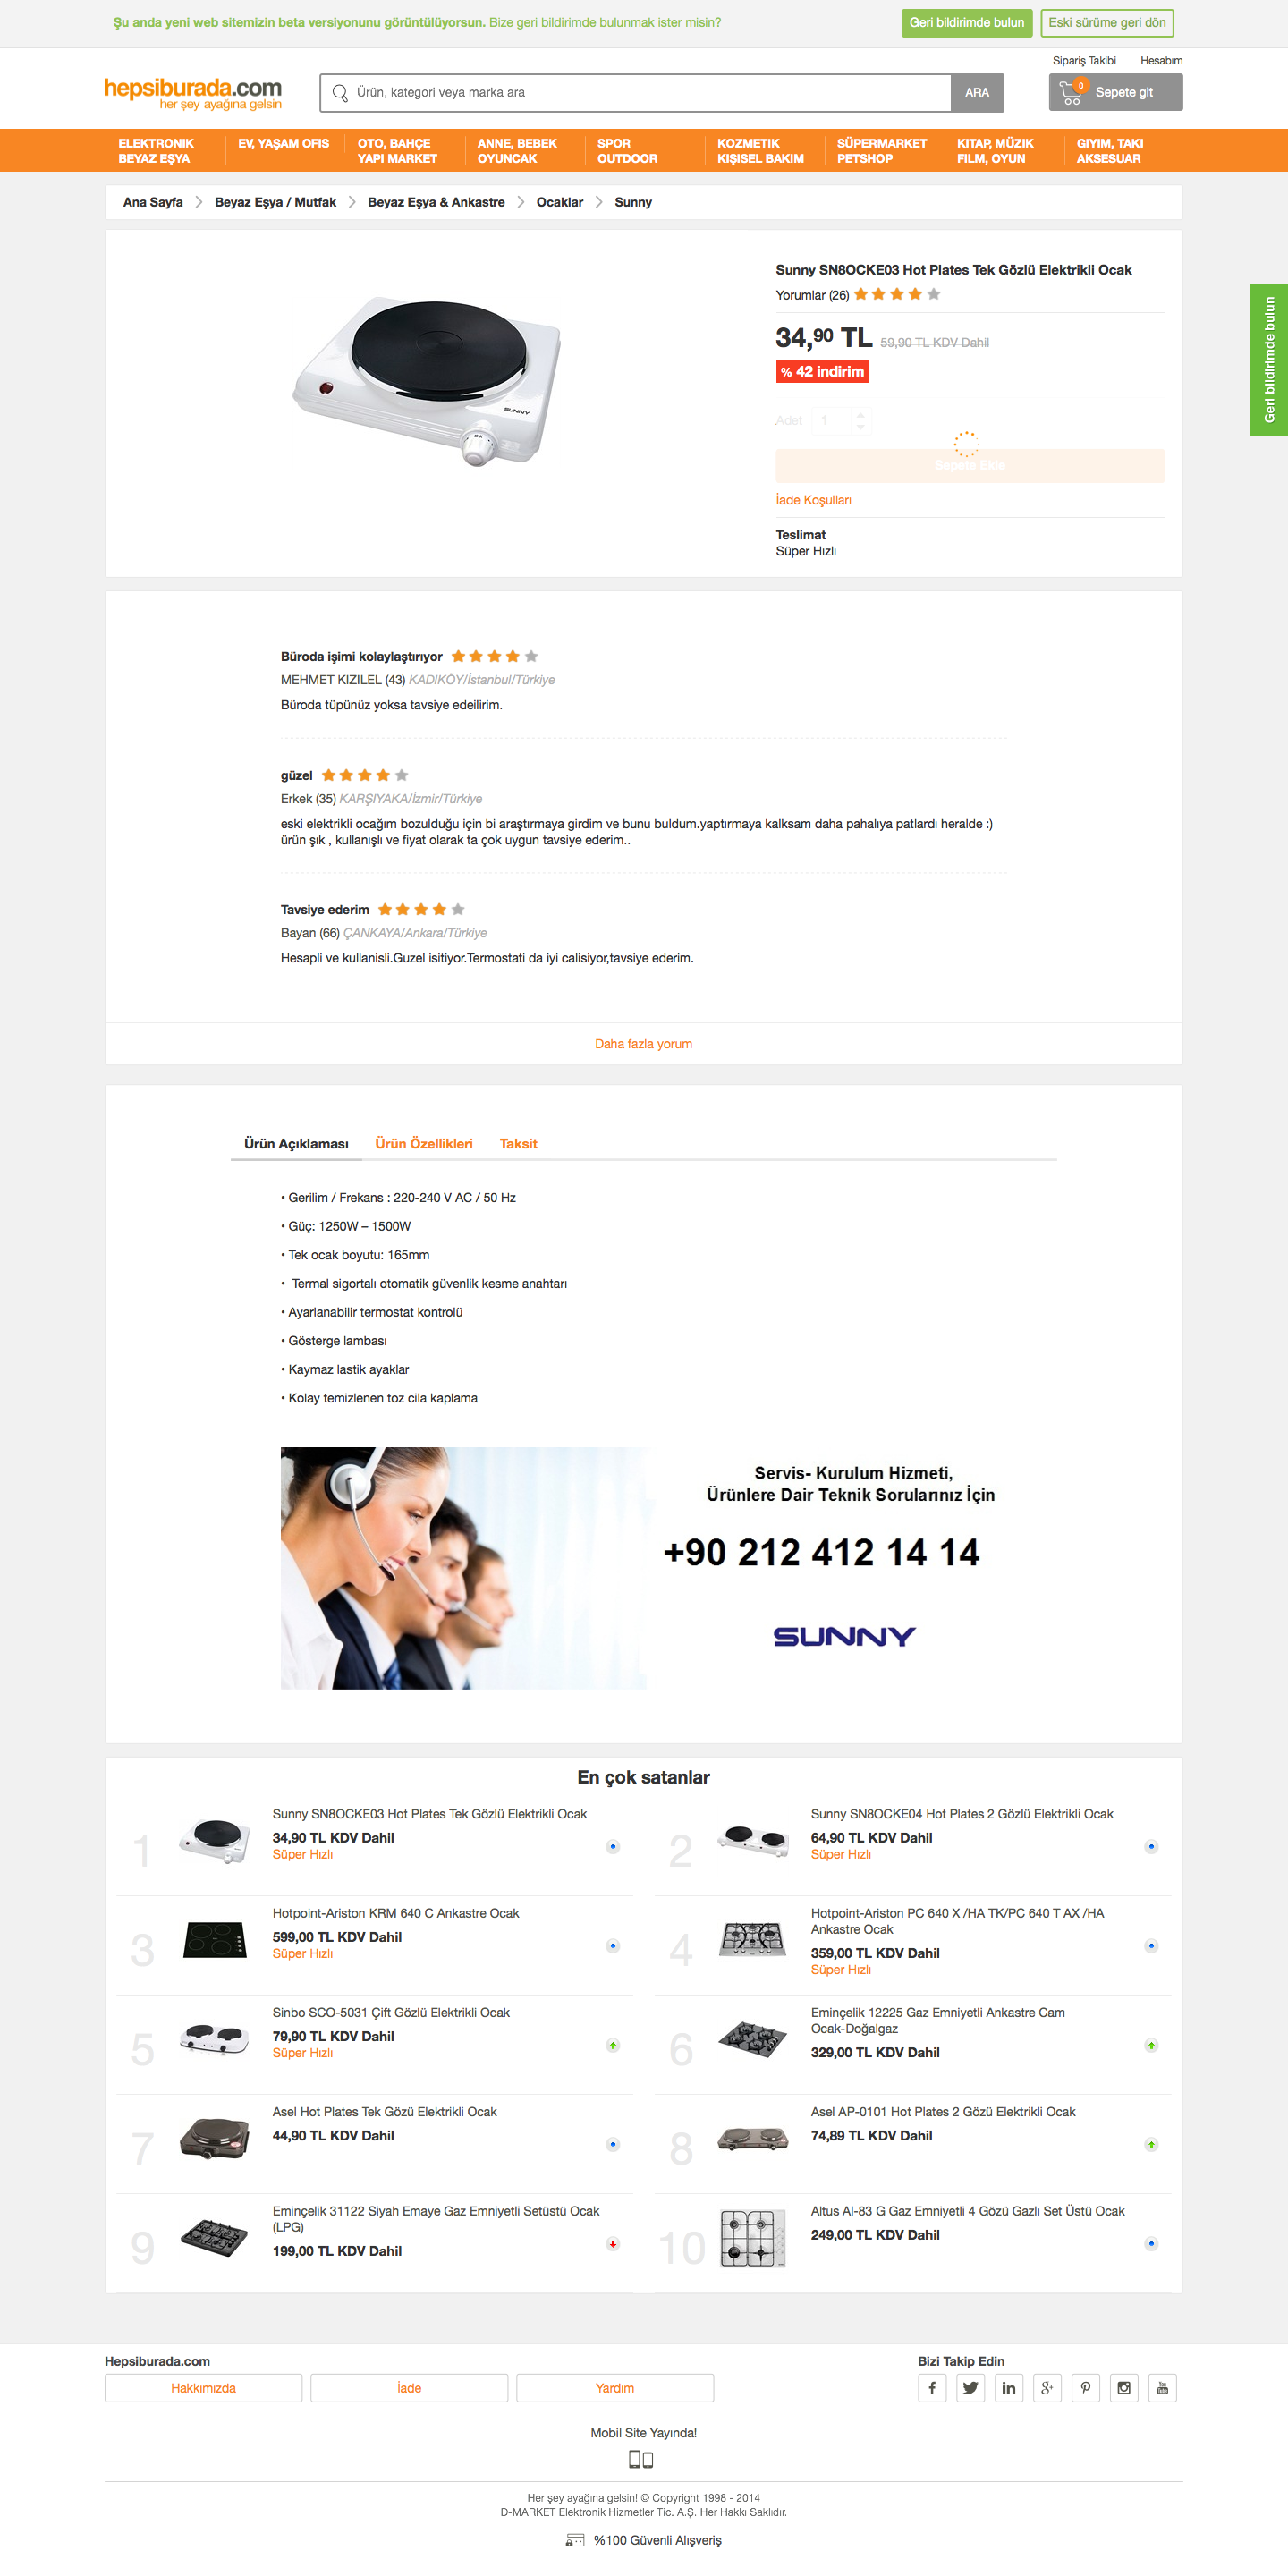 Şu anda yeni web sitemizin beta versiyonunu görüntülüyorsun. Bize geri bildirimde bulunmak ister misin?
Geri bildirimde bulun
Eski sürüme geri dön
Sipariş Takibi
Hesabım
hepsiburada.com
her şey ayağına gelsin
Ürün, kategori veya marka ara
ARA
0
Sepete git
ELEKTRONIK
BEYAZ EŞYA
EV, YAŞAM OFIS
OTO, BAHÇE
YAPI MARKET
ANNE, BEBEK
OYUNCAK
SPOR
OUTDOOR
KOZMETIK
KIŞISEL BAKIM
SÜPERMARKET
PETSHOP
KITAP, MÜZIK
FILM, OYUN
GIYIM, TAKI
AKSESUAR
Ana Sayfa
Beyaz Eşya / Mutfak
Beyaz Eşya & Ankastre
Ocaklar
Sunny
SUNNY
Sunny SN8OCKE03 Hot Plates Tek Gözlü Elektrikli Ocak
Yorumlar (26)
34,90 TL 59,90 TL KDV Dahil
% 42 indirim
Adet 1
Sepete Ekle
İade Koşulları
Teslimat
Süper Hızlı
Geri bildirimde bulun
Büroda işimi kolaylaştırıyor
MEHMET KIZILEL (43) KADIKÖY/İstanbul/Türkiye
Büroda tüpünüz yoksa tavsiye edeilirim.
güzel
Erkek (35) KARŞIYAKA/İzmir/Türkiye
eski elektrikli ocağım bozulduğu için bi araştırmaya girdim ve bunu buldum.yaptırmaya kalksam daha pahalıya patlardı heralde :)
ürün şık , kullanışlı ve fiyat olarak ta çok uygun tavsiye ederim..
Tavsiye ederim
Bayan (66) ÇANKAYA/Ankara/Türkiye
Hesapli ve kullanisli.Guzel isitiyor.Termostati da iyi calisiyor,tavsiye ederim.
Daha fazla yorum
Ürün Açıklaması
Ürün Özellikleri
Taksit
• Gerilim / Frekans : 220-240 V AC / 50 Hz
• Güç: 1250W – 1500W
• Tek ocak boyutu: 165mm
• Termal sigortalı otomatik güvenlik kesme anahtarı
• Ayarlanabilir termostat kontrolü
• Gösterge lambası
• Kaymaz lastik ayaklar
• Kolay temizlenen toz cila kaplama
Servis- Kurulum Hizmeti,
Ürünlere Dair Teknik Sorularınız İçin
+90 212 412 14 14
SUNNY
En çok satanlar
1
Sunny SN8OCKE03 Hot Plates Tek Gözlü Elektrikli Ocak
34,90 TL KDV Dahil
Süper Hızlı
2
Sunny SN8OCKE04 Hot Plates 2 Gözlü Elektrikli Ocak
64,90 TL KDV Dahil
Süper Hızlı
3
Hotpoint-Ariston KRM 640 C Ankastre Ocak
599,00 TL KDV Dahil
Süper Hızlı
4
Hotpoint-Ariston PC 640 X /HA TK/PC 640 T AX /HA
Ankastre Ocak
359,00 TL KDV Dahil
Süper Hızlı
5
Sinbo SCO-5031 Çift Gözlü Elektrikli Ocak
79,90 TL KDV Dahil
Süper Hızlı
6
Eminçelik 12225 Gaz Emniyetli Ankastre Cam
Ocak-Doğalgaz
329,00 TL KDV Dahil
7
Asel Hot Plates Tek Gözü Elektrikli Ocak
44,90 TL KDV Dahil
8
Asel AP-0101 Hot Plates 2 Gözü Elektrikli Ocak
74,89 TL KDV Dahil
9
Eminçelik 31122 Siyah Emaye Gaz Emniyetli Setüstü Ocak
(LPG)
199,00 TL KDV Dahil
10
Altus Al-83 G Gaz Emniyetli 4 Gözü Gazlı Set Üstü Ocak
249,00 TL KDV Dahil
Hepsiburada.com
Hakkımızda
İade
Yardım
Bizi Takip Edin
Mobil Site Yayında!
Her şey ayağına gelsin! © Copyright 1998 - 2014
D-MARKET Elektronik Hizmetler Tic. A.Ş. Her Hakkı Saklıdır.
%100 Güvenli Alışveriş